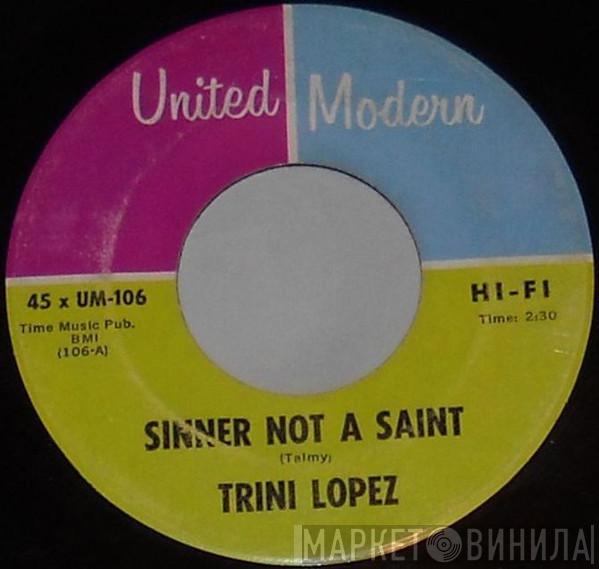 United Modern
45 x UM-106
Time Music Pub.
BMI
(106-A)
HI-FI
Time: 2:30
SINNER NOT A SAINT
(Talmy)
TRINI LOPEZ
МАРКЕТ ВИНИЛА